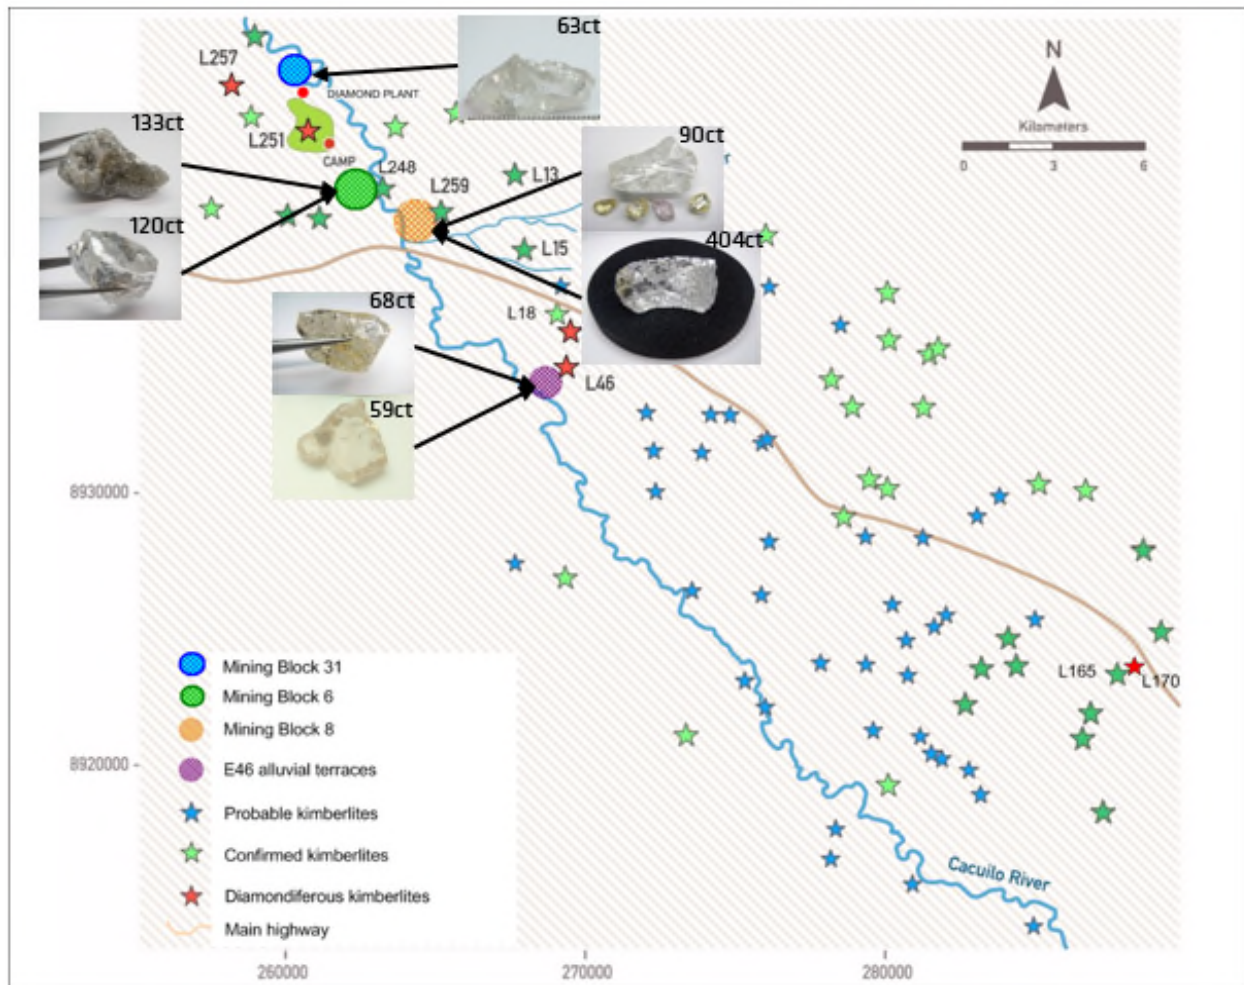 63ct
N
L257
DIAMOND PLANT
133ct
90ct
Kilometers
L251
CAMP
0 3 6
L248
L13
L259
120ct
404ct
L15
68ct
L18
L46
59ct
8930000
L165
L170
Mining Block 31
Mining Block 6
Mining Block 8
E46 alluvial terraces
8920000
Probable kimberlites
Confirmed kimberlites
Cacuilo River
Diamondiferous kimberlites
Main highway
260000 270000 280000